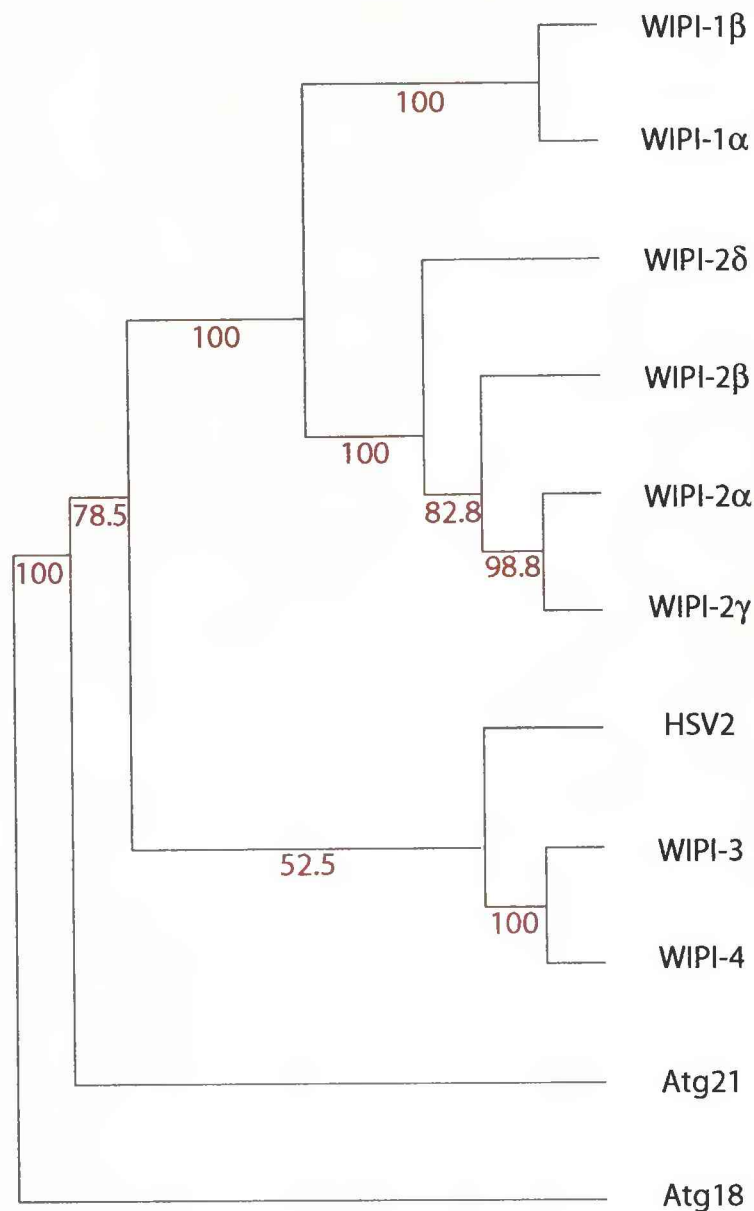 WIPI-1β
100
WIPI-1α
WIPI-2δ
100
WIPI-2β
100
78.5
WIPI-2α
82.8
100
98.8
WIPI-2γ
HSV2
WIPI-3
52.5
100
WIPI-4
Atg21
Atg18